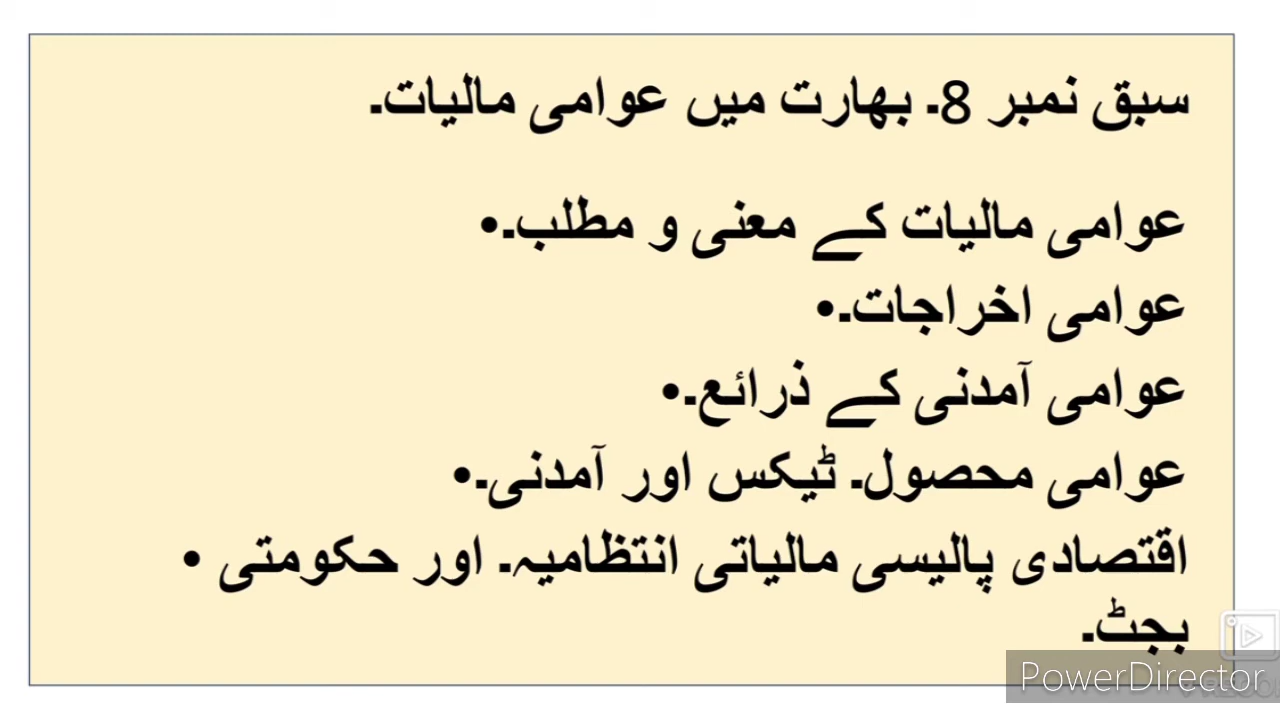 سبق نمبر 8۔ بھارت میں عوامی مالیات۔
عوامی مالیات کے معنی و مطلب۔•
عوامی اخراجات۔•
عوامی آمدنی کے ذرائع۔•
عوامی محصول۔ ٹیکس اور آمدنی۔•
اقتصادی پالیسی مالیاتی انتظامیہ۔ اور حکومتی •
بجٹ۔
PowerDirector